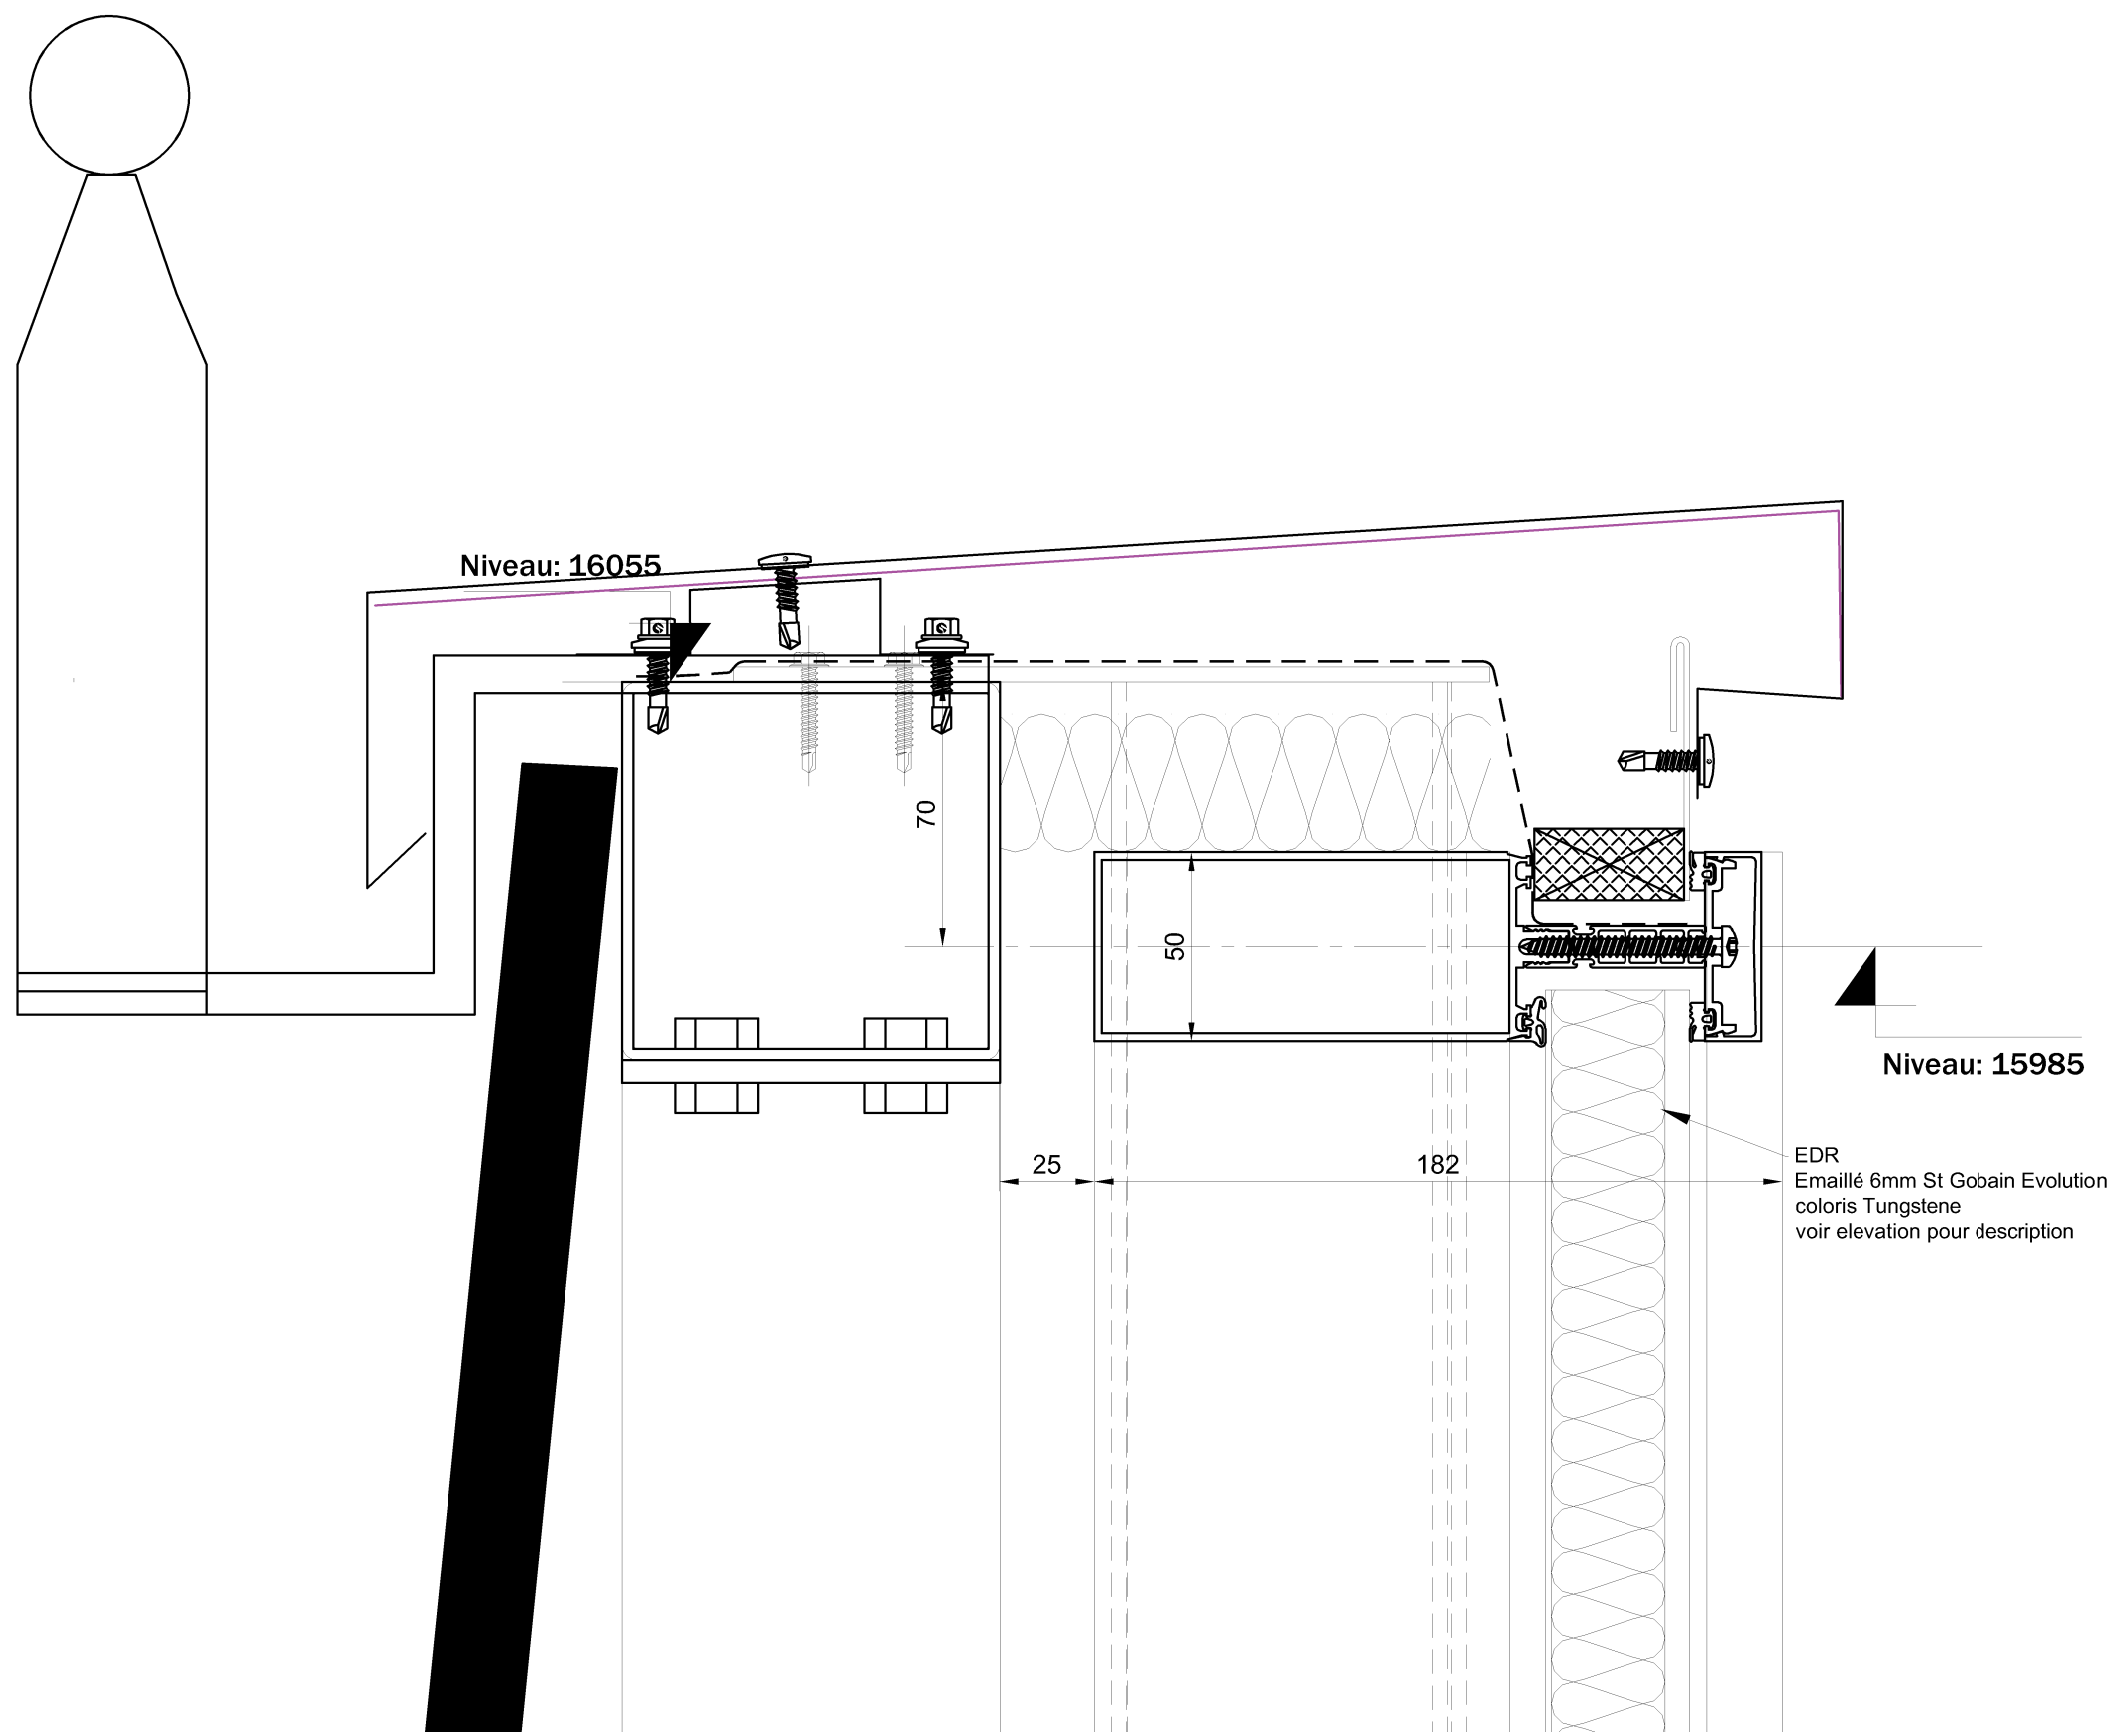 Niveau: 16055
70
50
Niveau: 15985
25
182
EDR
Emaillé 6mm St Gobain Evolution
coloris Tungstene
voir elevation pour description